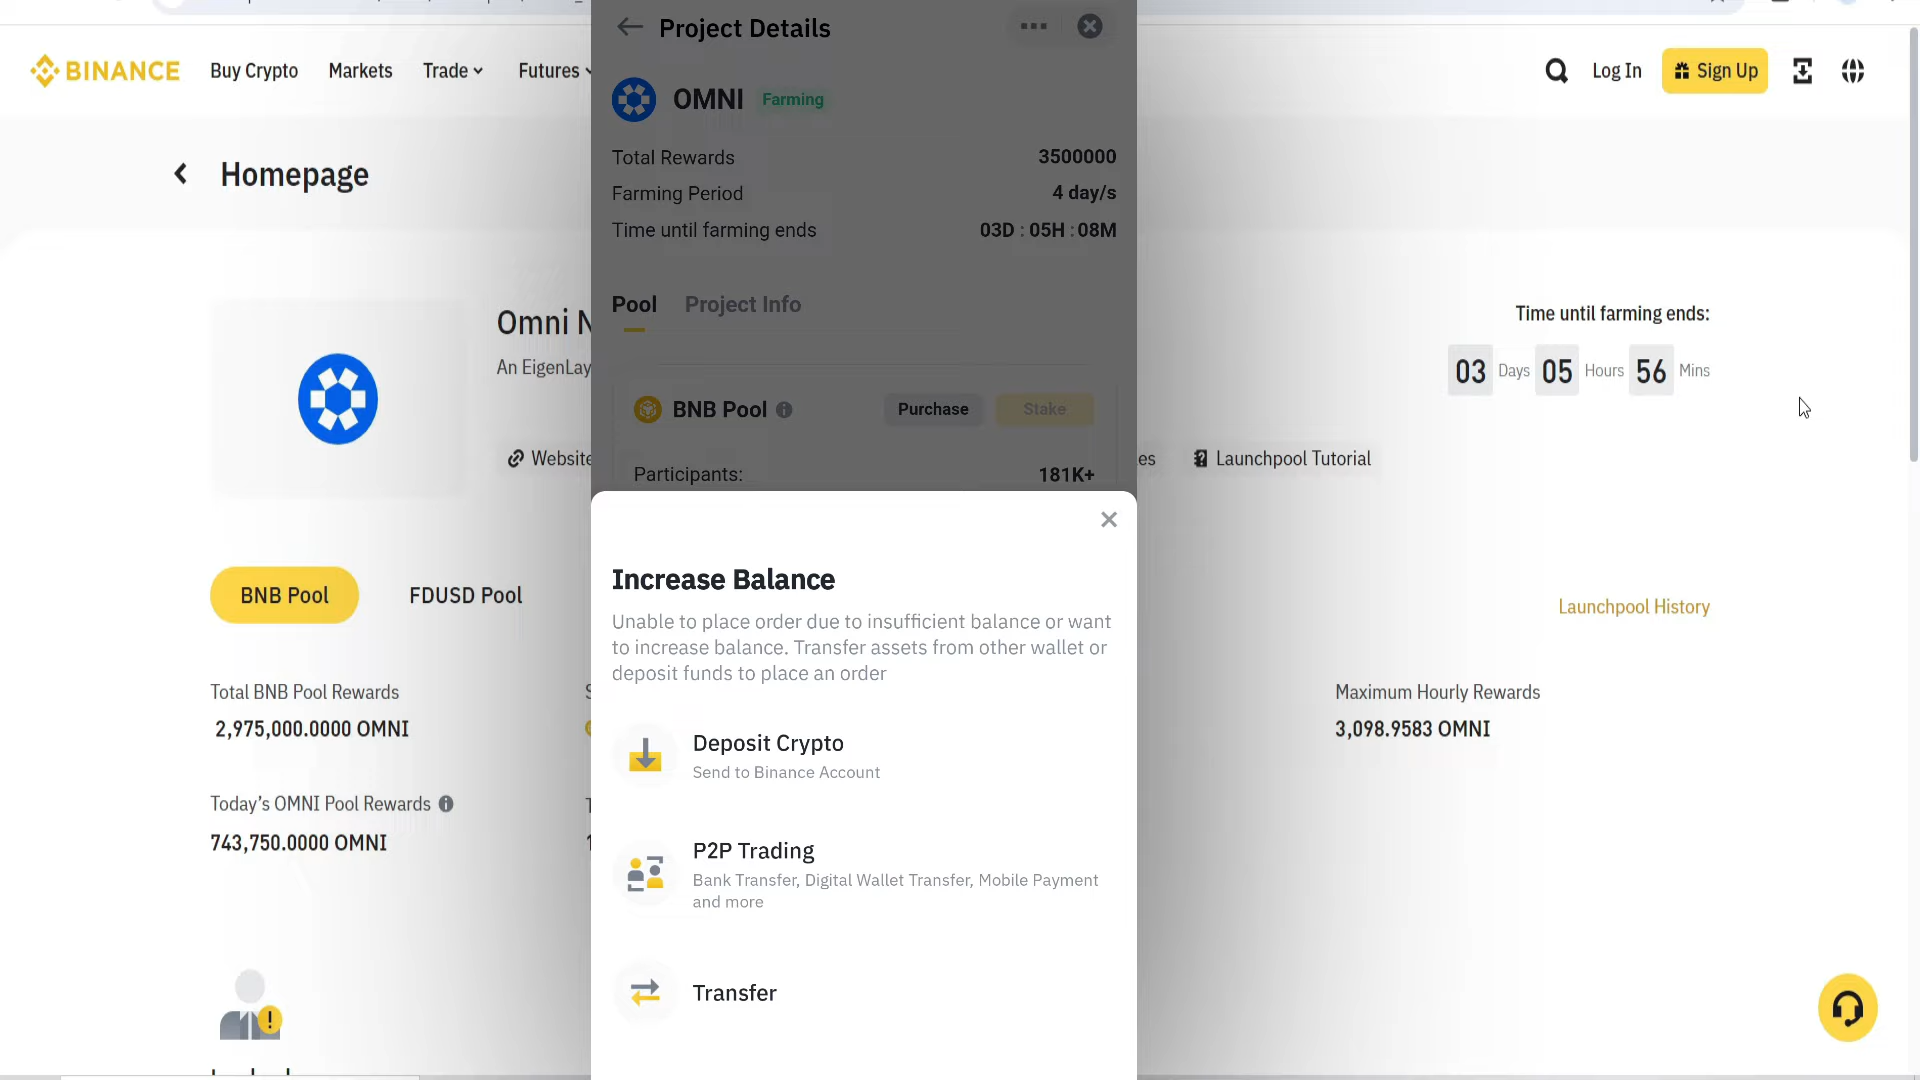 BINANCE
Buy Crypto
Markets
Trade
Futures
Log In
Sign Up
Homepage
Omni N
An EigenLay
Website
es
Launchpool Tutorial
Time until farming ends:
03 Days 05 Hours 56 Mins
BNB Pool
FDUSD Pool
Launchpool History
Total BNB Pool Rewards
2,975,000.0000 OMNI
Maximum Hourly Rewards
3,098.9583 OMNI
Today's OMNI Pool Rewards
743,750.0000 OMNI
Project Details
OMNI Farming
Total Rewards 3500000
Farming Period 4 day/s
Time until farming ends 03D : 05H : 08M
Pool Project Info
BNB Pool Purchase Stake
Participants: 181K+
Increase Balance
Unable to place order due to insufficient balance or want
to increase balance. Transfer assets from other wallet or
deposit funds to place an order
Deposit Crypto
Send to Binance Account
P2P Trading
Bank Transfer, Digital Wallet Transfer, Mobile Payment
and more
Transfer